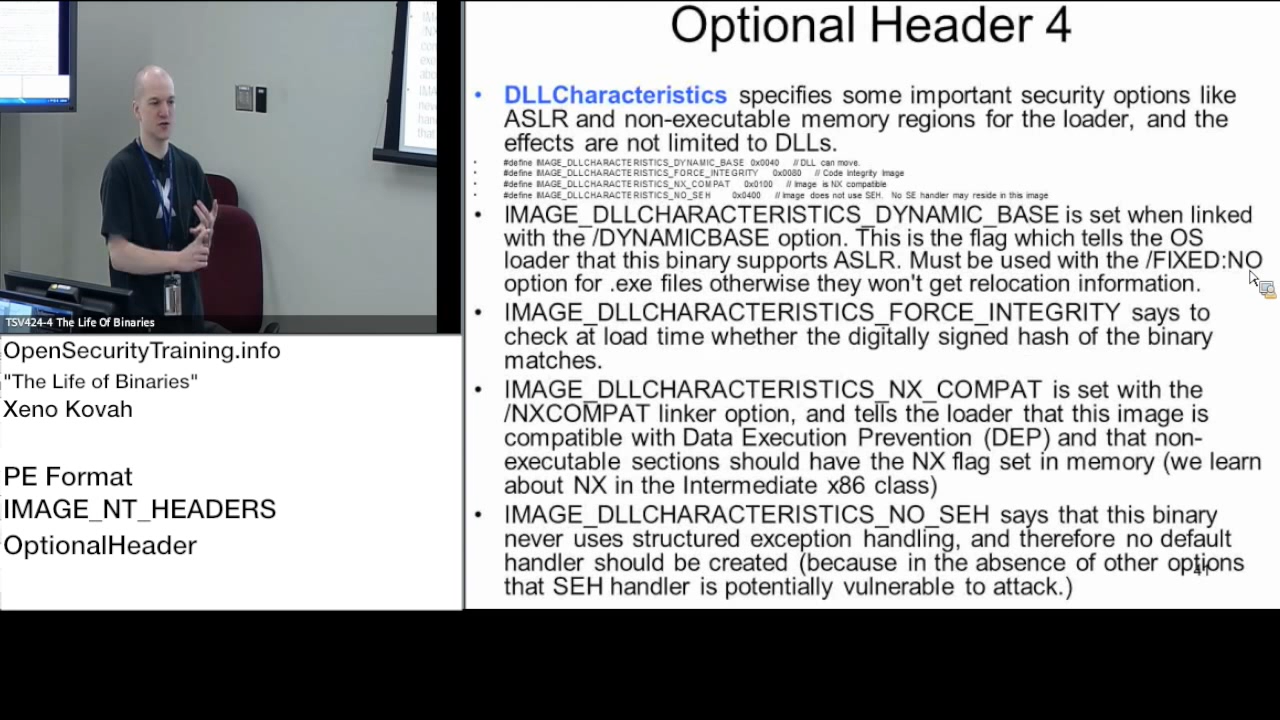 TSV424-4 The Life Of Binaries
OpenSecurityTraining.info
"The Life of Binaries"
Xeno Kovah
PE Format
IMAGE_NT_HEADERS
OptionalHeader
Optional Header 4
• DLLCharacteristics specifies some important security options like
ASLR and non-executable memory regions for the loader, and the
effects are not limited to DLLs.
• #define IMAGE_DLLCHARACTERISTICS_DYNAMIC_BASE 0x0040 // DLL can move.
• #define IMAGE_DLLCHARACTERISTICS_FORCE_INTEGRITY 0x0080 // Code Integrity Image
• #define IMAGE_DLLCHARACTERISTICS_NX_COMPAT 0x0100 // Image is NX compatible
• #define IMAGE_DLLCHARACTERISTICS_NO_SEH 0x0400 // Image does not use SEH. No SE handler may reside in this image
• IMAGE_DLLCHARACTERISTICS_DYNAMIC_BASE is set when linked
with the /DYNAMICBASE option. This is the flag which tells the OS
loader that this binary supports ASLR. Must be used with the /FIXED:NO
option for .exe files otherwise they won't get relocation information.
• IMAGE_DLLCHARACTERISTICS_FORCE_INTEGRITY says to
check at load time whether the digitally signed hash of the binary
matches.
• IMAGE_DLLCHARACTERISTICS_NX_COMPAT is set with the
/NXCOMPAT linker option, and tells the loader that this image is
compatible with Data Execution Prevention (DEP) and that non-
executable sections should have the NX flag set in memory (we learn
about NX in the Intermediate x86 class)
• IMAGE_DLLCHARACTERISTICS_NO_SEH says that this binary
never uses structured exception handling, and therefore no default
handler should be created (because in the absence of other options
that SEH handler is potentially vulnerable to attack.)